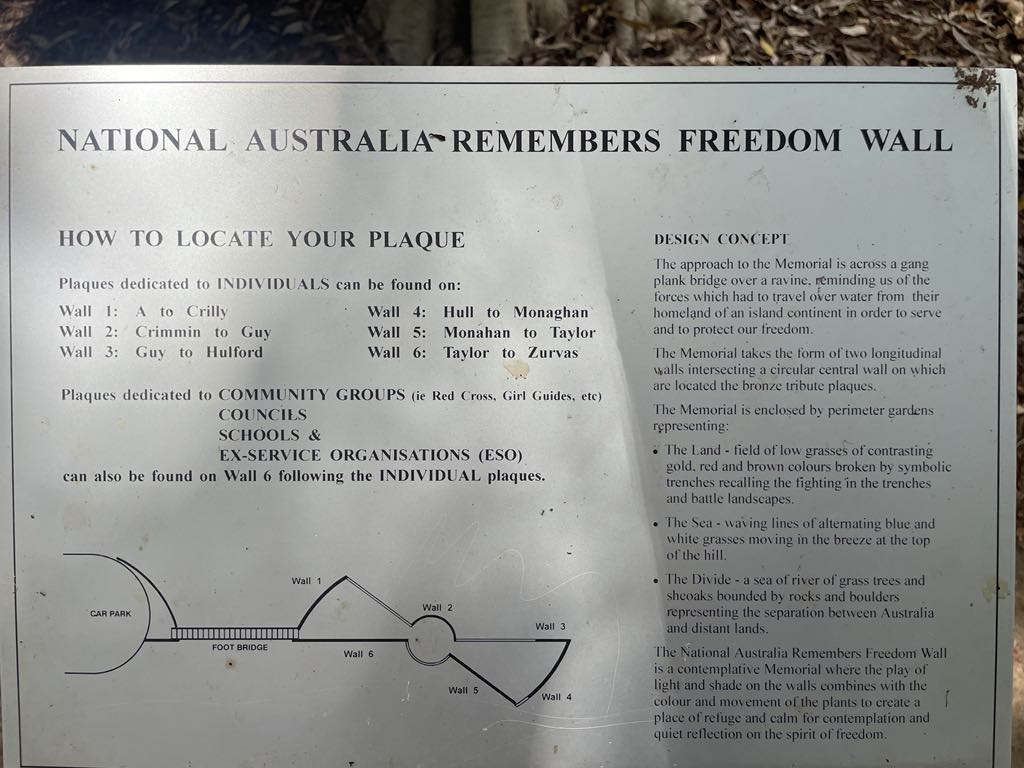 NATIONAL AUSTRALIA REMEMBERS FREEDOM WALL
HOW TO LOCATE YOUR PLAQUE
Plaques dedicated to INDIVIDUALS can be found on:
Wall 1: A to Crilly
Wall 2: Crimmin to Guy
Wall 3: Guy to Hulford
Wall 4: Hull to Monaghan
Wall 5: Monahan to Taylor
Wall 6: Taylor to Zurvas
Plaques dedicated to COMMUNITY GROUPS (ie Red Cross, Girl Guides, etc)
COUNCILS
SCHOOLS &
EX-SERVICE ORGANISATIONS (ESO)
can also be found on Wall 6 following the INDIVIDUAL plaques.
CAR PARK
FOOT BRIDGE
Wall 1
Wall 2
Wall 3
Wall 6
Wall 5
Wall 4
DESIGN CONCEPT
The approach to the Memorial is across a gang
plank bridge over a ravine, reminding us of the
forces which had to travel over water from their
homeland of an island continent in order to serve
and to protect our freedom.
The Memorial takes the form of two longitudinal
walls intersecting a circular central wall on which
are located the bronze tribute plaques.
The Memorial is enclosed by perimeter gardens
representing:
• The Land - field of low grasses of contrasting
gold, red and brown colours broken by symbolic
trenches recalling the fighting in the trenches
and battle landscapes.
• The Sea - waving lines of alternating blue and
white grasses moving in the breeze at the top
of the hill.
• The Divide - a sea of river of grass trees and
sheoaks bounded by rocks and boulders
representing the separation between Australia
and distant lands.
The National Australia Remembers Freedom Wall
is a contemplative Memorial where the play of
light and shade on the walls combines with the
colour and movement of the plants to create a
place of refuge and calm for contemplation and
quiet reflection on the spirit of freedom.